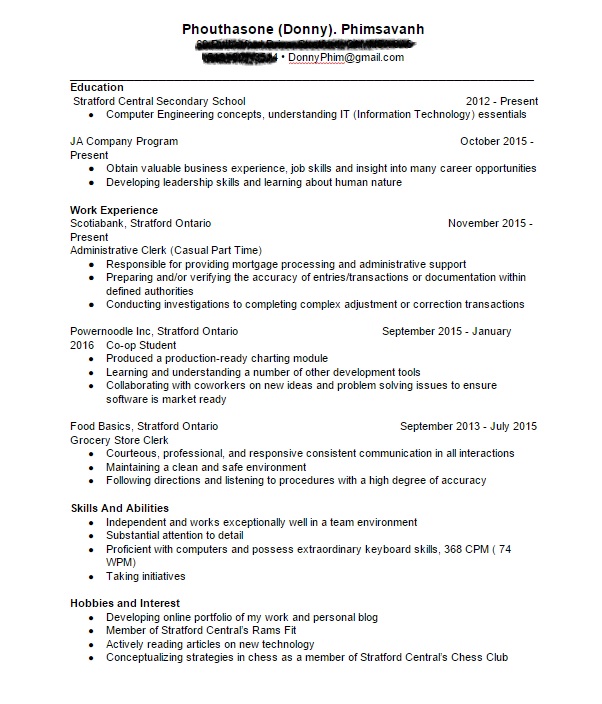 Phouthasone (Donny). Phimsavanh
• DonnyPhim@gmail.com
Education
Stratford Central Secondary School 2012 - Present
● Computer Engineering concepts, understanding IT (Information Technology) essentials
JA Company Program October 2015 -
Present
● Obtain valuable business experience, job skills and insight into many career opportunities
● Developing leadership skills and learning about human nature
Work Experience
Scotiabank, Stratford Ontario November 2015 -
Present
Administrative Clerk (Casual Part Time)
● Responsible for providing mortgage processing and administrative support
● Preparing and/or verifying the accuracy of entries/transactions or documentation within
defined authorities
● Conducting investigations to completing complex adjustment or correction transactions
Powernoodle Inc, Stratford Ontario September 2015 - January
2016 Co-op Student
● Produced a production-ready charting module
● Learning and understanding a number of other development tools
● Collaborating with coworkers on new ideas and problem solving issues to ensure
software is market ready
Food Basics, Stratford Ontario September 2013 - July 2015
Grocery Store Clerk
● Courteous, professional, and responsive consistent communication in all interactions
● Maintaining a clean and safe environment
● Following directions and listening to procedures with a high degree of accuracy
Skills And Abilities
● Independent and works exceptionally well in a team environment
● Substantial attention to detail
● Proficient with computers and possess extraordinary keyboard skills, 368 CPM ( 74
WPM)
● Taking initiatives
Hobbies and Interest
● Developing online portfolio of my work and personal blog
● Member of Stratford Central's Rams Fit
● Actively reading articles on new technology
● Conceptualizing strategies in chess as a member of Stratford Central's Chess Club